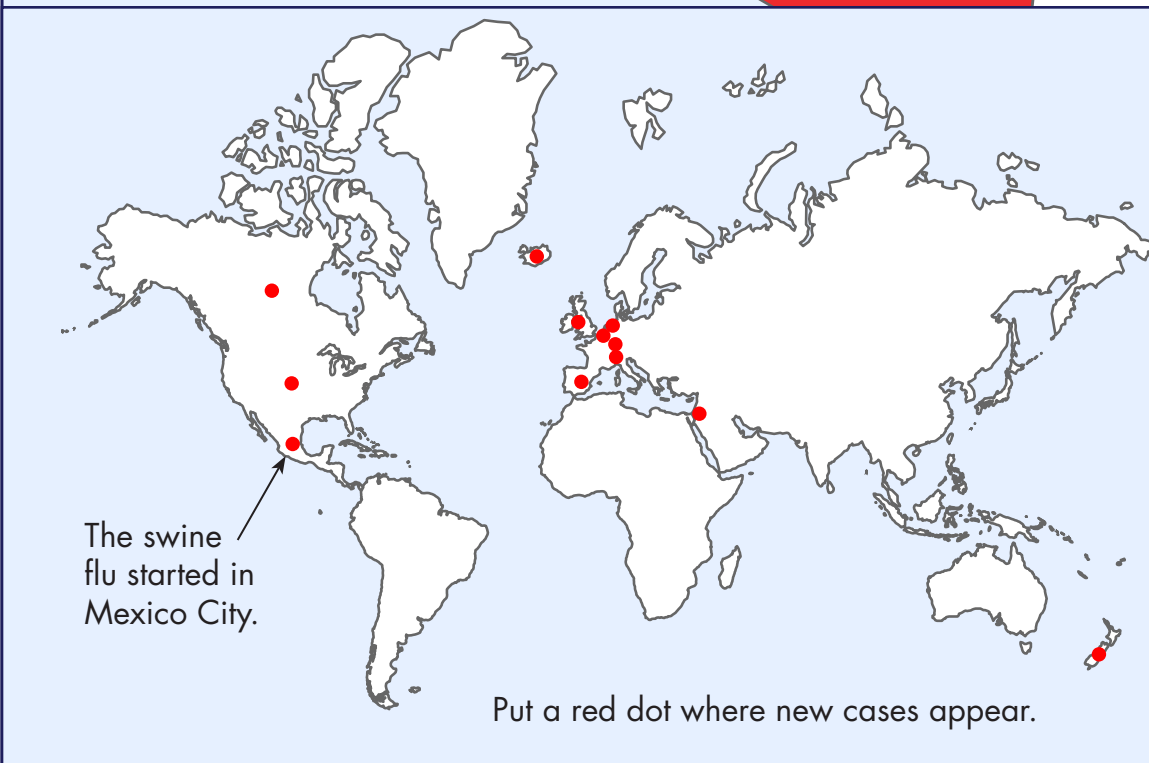 The swine
flu started in
Mexico City.
Put a red dot where new cases appear.